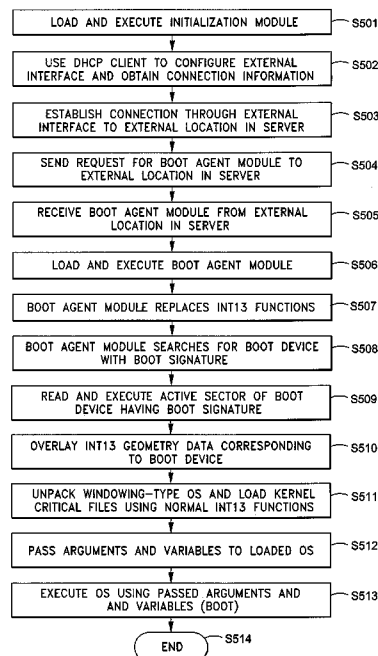 LOAD AND EXECUTE INITIALIZATION MODULE
S501
USE DHCP CLIENT TO CONFIGURE EXTERNAL
INTERFACE AND OBTAIN CONNECTION INFORMATION
S502
ESTABLISH CONNECTION THROUGH EXTERNAL
INTERFACE TO EXTERNAL LOCATION IN SERVER
S503
SEND REQUEST FOR BOOT AGENT MODULE TO
EXTERNAL LOCATION IN SERVER
S504
RECEIVE BOOT AGENT MODULE FROM EXTERNAL
LOCATION IN SERVER
S505
LOAD AND EXECUTE BOOT AGENT MODULE
S506
BOOT AGENT MODULE REPLACES INT13 FUNCTIONS
S507
BOOT AGENT MODULE SEARCHES FOR BOOT DEVICE
WITH BOOT SIGNATURE
S508
READ AND EXECUTE ACTIVE SECTOR OF BOOT
DEVICE HAVING BOOT SIGNATURE
S509
OVERLAY INT13 GEOMETRY DATA CORRESPONDING
TO BOOT DEVICE
S510
UNPACK WINDOWING-TYPE OS AND LOAD KERNEL
CRITICAL FILES USING NORMAL INT13 FUNCTIONS
S511
PASS ARGUMENTS AND VARIABLES TO LOADED OS
S512
EXECUTE OS USING PASSED ARGUMENTS AND
AND VARIABLES (BOOT)
S513
END
S514